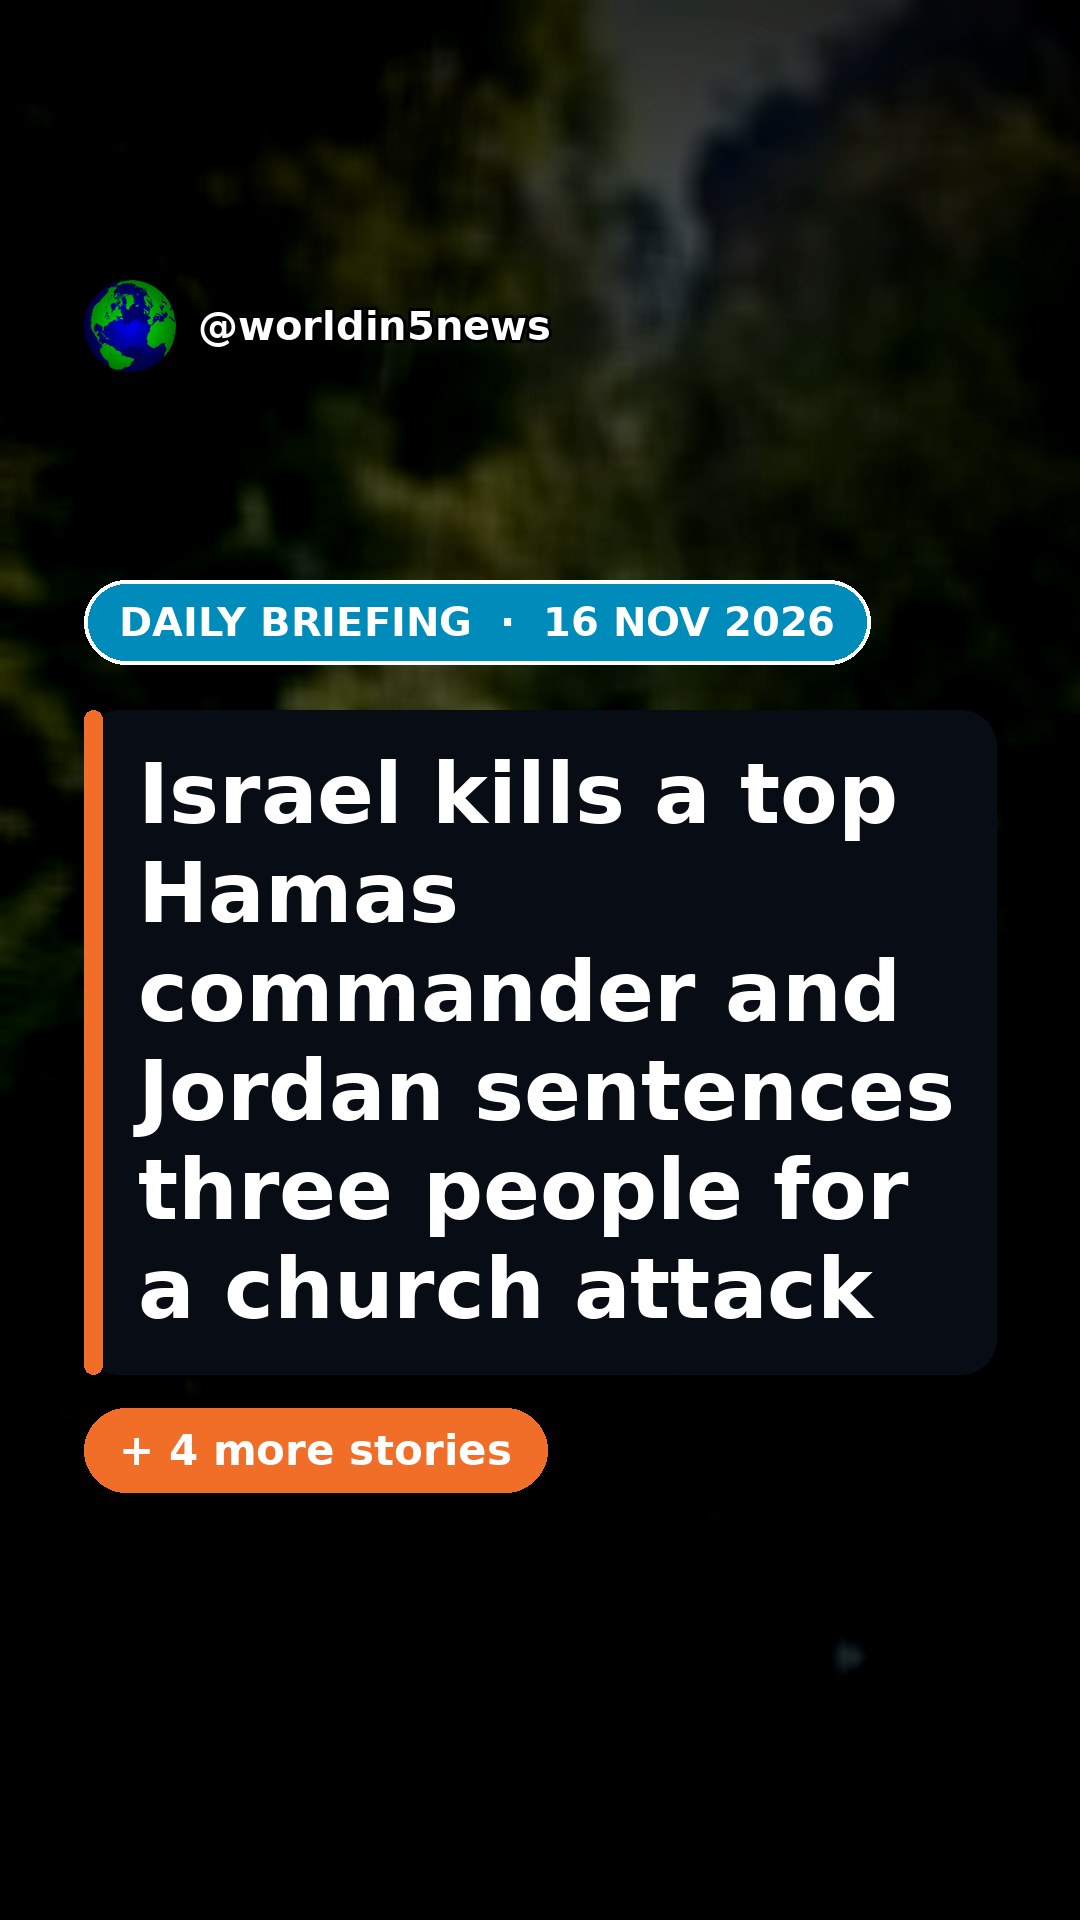 @worldin5news
DAILY BRIEFING · 16 NOV 2026
Israel kills a top
Hamas
commander and
Jordan sentences
three people for
a church attack
+ 4 more stories